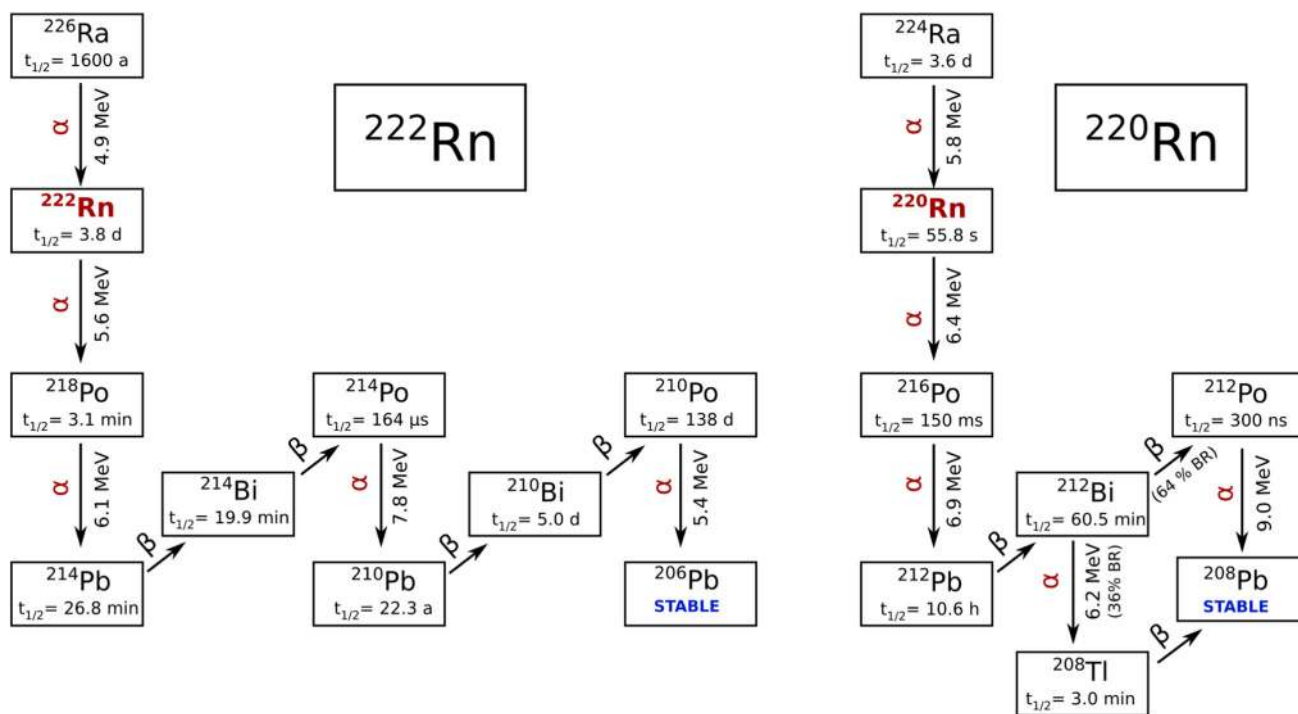 ²²⁶Ra
t₁/₂= 1600 a
α
4.9 MeV
²²²Rn
²²²Rn
t₁/₂= 3.8 d
α
5.6 MeV
²¹⁸Po
t₁/₂= 3.1 min
α
6.1 MeV
²¹⁴Pb
t₁/₂= 26.8 min
β
²¹⁴Bi
t₁/₂= 19.9 min
β
²¹⁴Po
t₁/₂= 164 µs
α
7.8 MeV
²¹⁰Pb
t₁/₂= 22.3 a
β
²¹⁰Bi
t₁/₂= 5.0 d
β
²¹⁰Po
t₁/₂= 138 d
α
5.4 MeV
²⁰⁶Pb
STABLE
²²⁴Ra
t₁/₂= 3.6 d
α
5.8 MeV
²²⁰Rn
²²⁰Rn
t₁/₂= 55.8 s
α
6.4 MeV
²¹⁶Po
t₁/₂= 150 ms
α
6.9 MeV
²¹²Pb
t₁/₂= 10.6 h
β
²¹²Bi
t₁/₂= 60.5 min
β
(64 % BR)
²¹²Po
t₁/₂= 300 ns
α
9.0 MeV
α
6.2 MeV
(36% BR)
²⁰⁸Tl
t₁/₂= 3.0 min
β
²⁰⁸Pb
STABLE